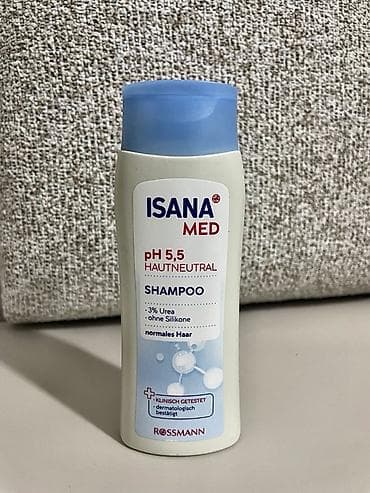 ISANA
MED
pH 5,5
HAUTNEUTRAL
SHAMPOO
· 3% Urea
· ohne Silikone
normales Haar
KLINISCH GETESTET
· dermatologisch
bestätigt
ROSSMANN